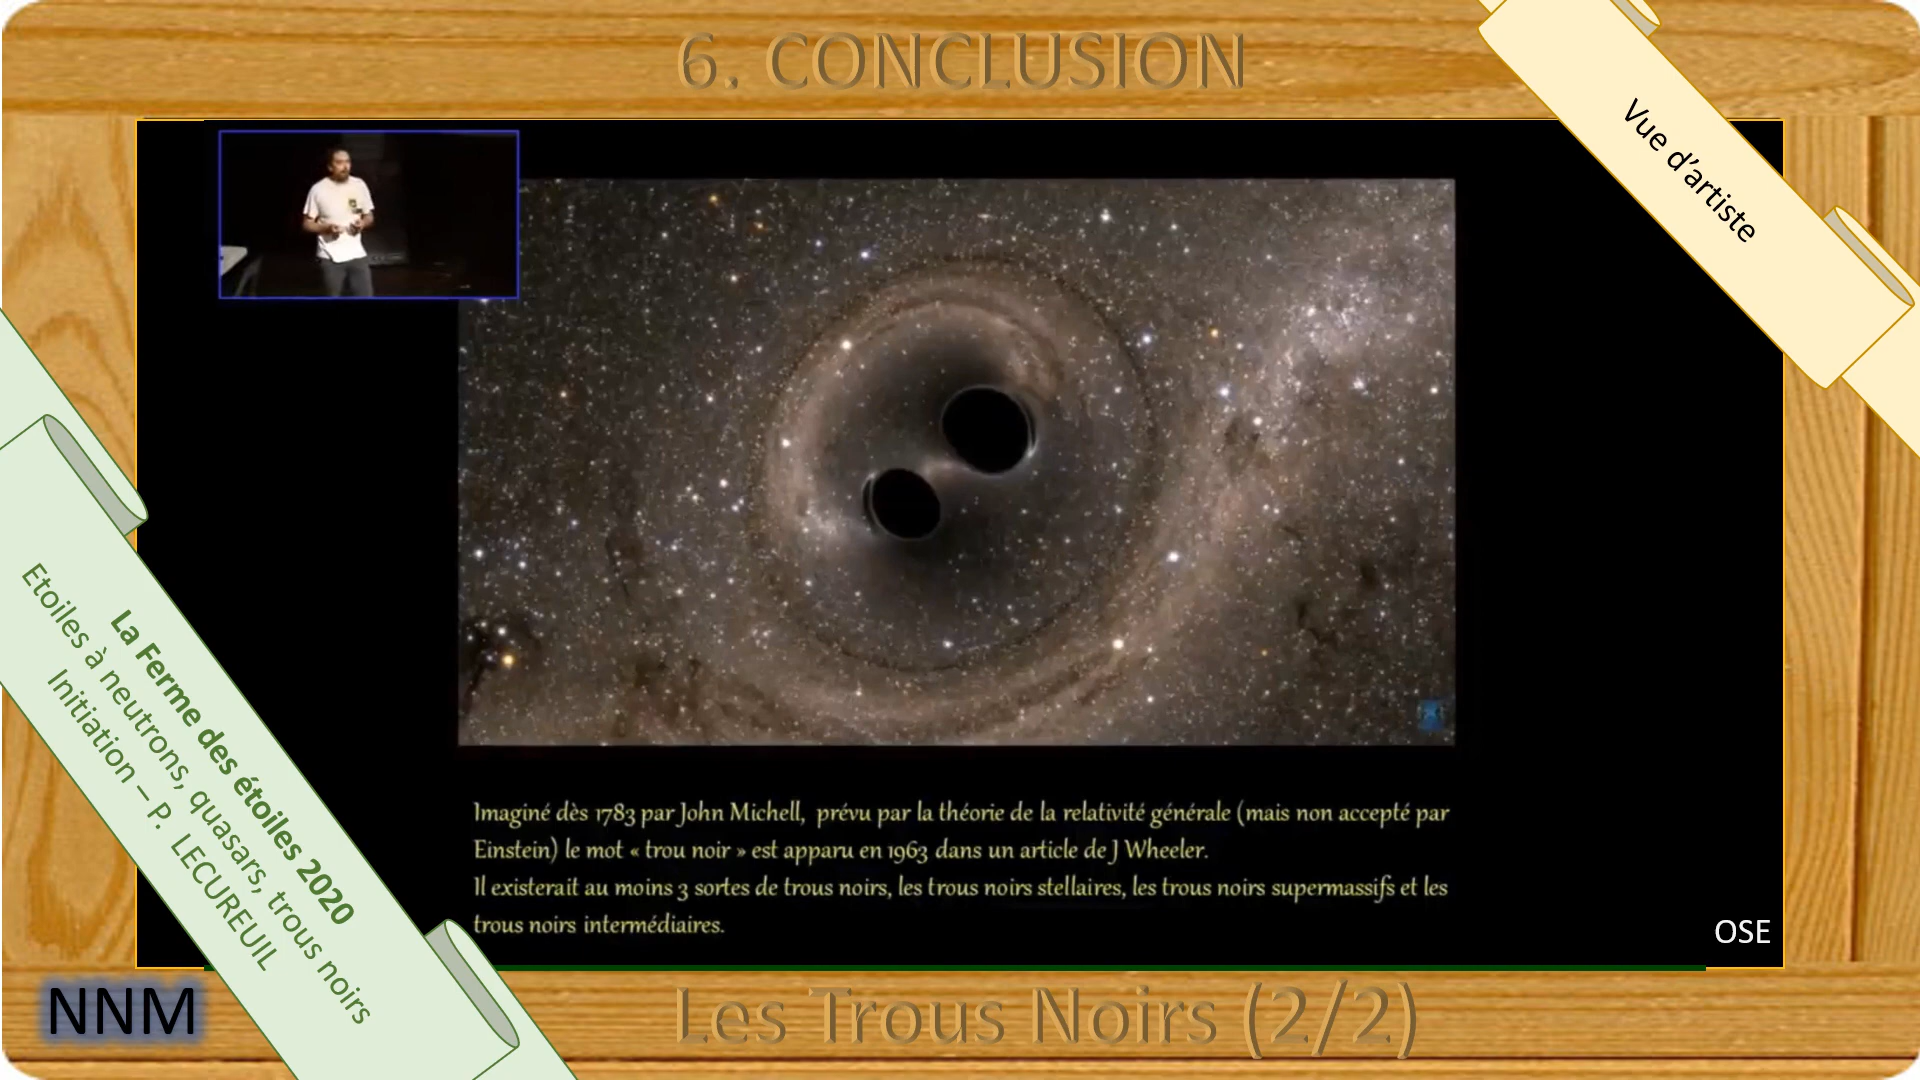 6. CONCLUSION
Vue d’artiste
Imaginé dès 1783 par John Michell, prévu par la théorie de la relativité générale (mais non accepté par
Einstein) le mot « trou noir » est apparu en 1963 dans un article de J Wheeler.
Il existerait au moins 3 sortes de trous noirs, les trous noirs stellaires, les trous noirs supermassifs et les
trous noirs intermédiaires.
La Ferme des étoiles 2020
Etoiles à neutrons, quasars, trous noirs
Initiation – P. LECUREUIL
OSE
NNM
Les Trous Noirs (2/2)